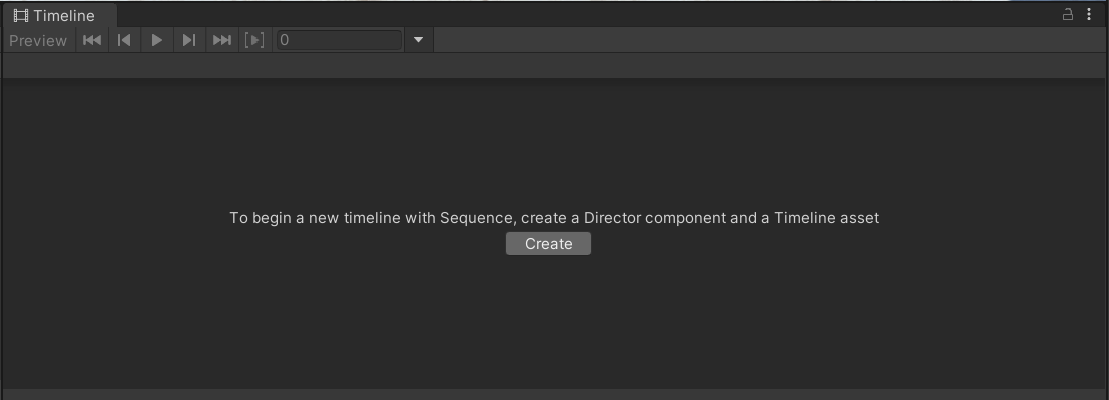 Timeline
Preview 0
To begin a new timeline with Sequence, create a Director component and a Timeline asset
Create